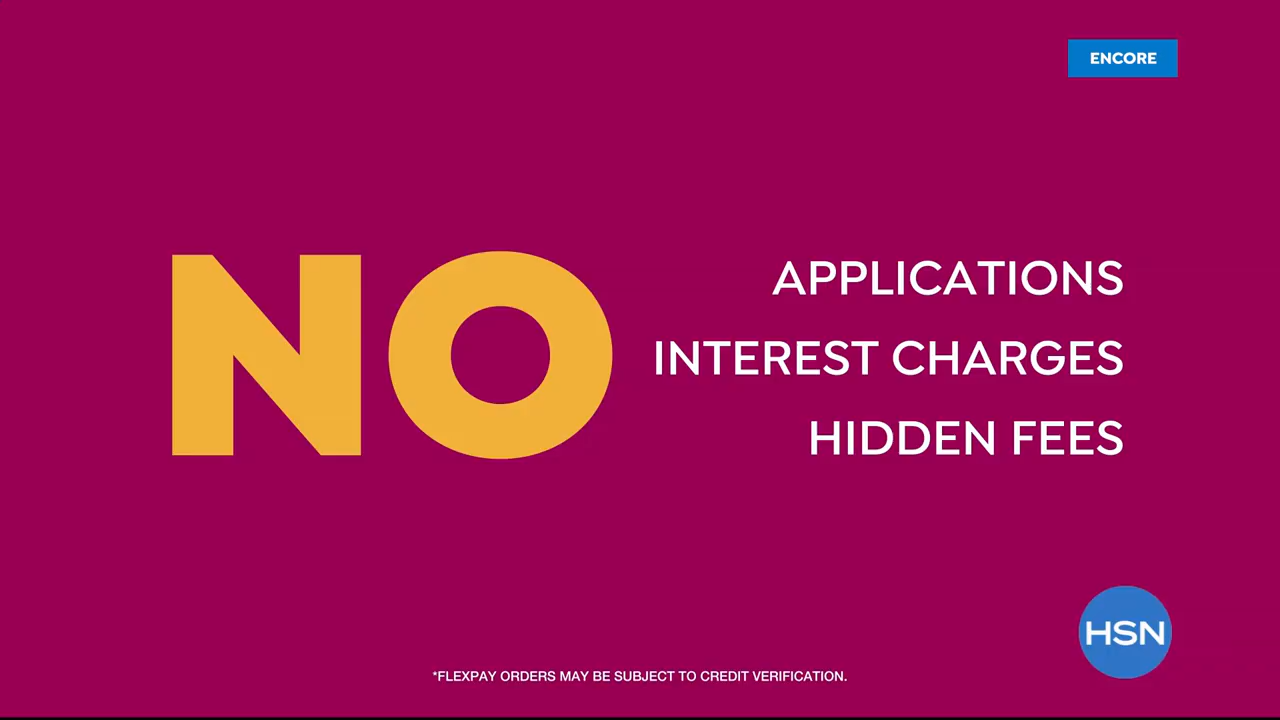 ENCORE
NO
APPLICATIONS
INTEREST CHARGES
HIDDEN FEES
HSN
*FLEXPAY ORDERS MAY BE SUBJECT TO CREDIT VERIFICATION.